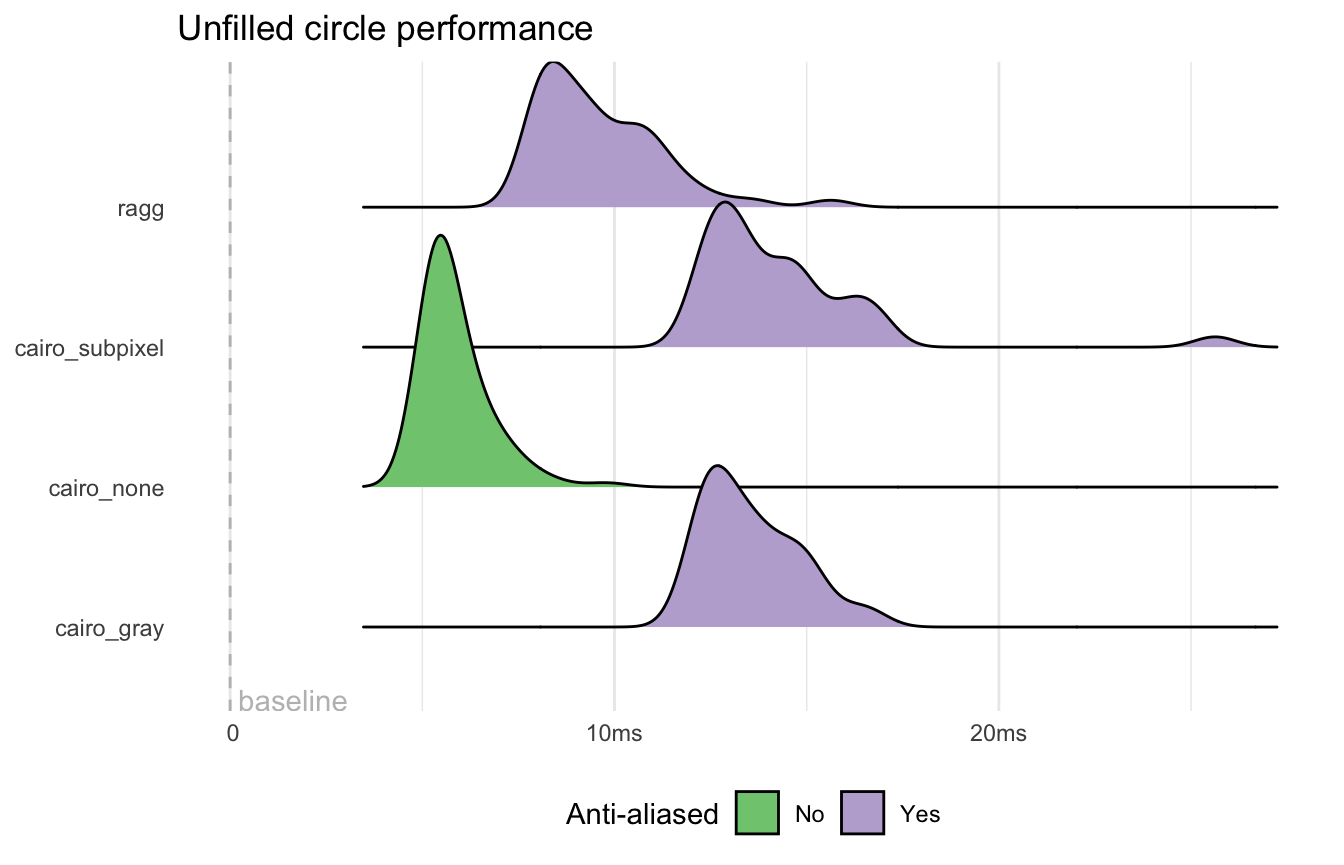 Unfilled circle performance
ragg
cairo_subpixel
cairo_none
cairo_gray
baseline
0 10ms 20ms
Anti-aliased No Yes